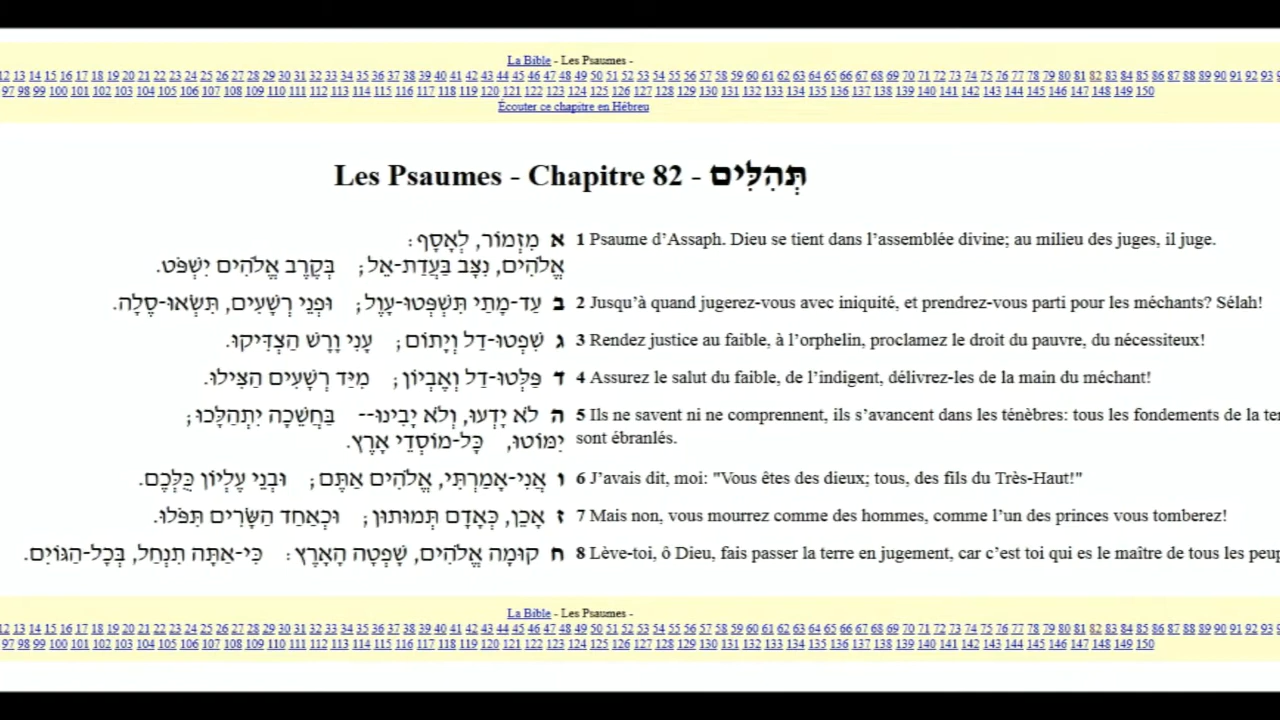 La Bible - Les Psaumes -
12 13 14 15 16 17 18 19 20 21 22 23 24 25 26 27 28 29 30 31 32 33 34 35 36 37 38 39 40 41 42 43 44 45 46 47 48 49 50 51 52 53 54 55 56 57 58 59 60 61 62 63 64 65 66 67 68 69 70 71 72 73 74 75 76 77 78 79 80 81 82 83 84 85 86 87 88 89 90 91 92 93
97 98 99 100 101 102 103 104 105 106 107 108 109 110 111 112 113 114 115 116 117 118 119 120 121 122 123 124 125 126 127 128 129 130 131 132 133 134 135 136 137 138 139 140 141 142 143 144 145 146 147 148 149 150
Écouter ce chapitre en Hébreu
Les Psaumes - Chapitre 82 - תְּהִלִּים
א מִזְמוֹר, לְאָסָף: 1 Psaume d'Assaph. Dieu se tient dans l'assemblée divine; au milieu des juges, il juge.
אֱלֹהִים, נִצָּב בַּעֲדַת-אֵל; בְּקֶרֶב אֱלֹהִים יִשְׁפֹּט.
ב עַד-מָתַי תִּשְׁפְּטוּ-עָוֶל; וּפְנֵי רְשָׁעִים, תִּשְׂאוּ-סֶלָה. 2 Jusqu'à quand jugerez-vous avec iniquité, et prendrez-vous parti pour les méchants? Sélah!
ג שִׁפְטוּ-דַל וְיָתוֹם; עָנִי וָרָשׁ הַצְדִּיקוּ. 3 Rendez justice au faible, à l'orphelin, proclamez le droit du pauvre, du nécessiteux!
ד פַּלְּטוּ-דַל וְאֶבְיוֹן; מִיַּד רְשָׁעִים הַצִּילוּ. 4 Assurez le salut du faible, de l'indigent, délivrez-les de la main du méchant!
ה לֹא יָדְעוּ, וְלֹא יָבִינוּ-- בַּחֲשֵׁכָה יִתְהַלָּכוּ; 5 Ils ne savent ni ne comprennent, ils s'avancent dans les ténèbres: tous les fondements de la
יִמּוֹטוּ, כָּל-מוֹסְדֵי אָרֶץ. sont ébranlés.
ו אֲנִי-אָמַרְתִּי, אֱלֹהִים אַתֶּם; וּבְנֵי עֶלְיוֹן כֻּלְּכֶם. 6 J'avais dit, moi: "Vous êtes des dieux; tous, des fils du Très-Haut!"
ז אָכֵן, כְּאָדָם תְּמוּתוּן; וּכְאַחַד הַשָּׂרִים תִּפֹּלוּ. 7 Mais non, vous mourrez comme des hommes, comme l'un des princes vous tomberez!
ח קוּמָה אֱלֹהִים, שָׁפְטָה הָאָרֶץ: כִּי-אַתָּה תִנְחַל, בְּכָל-הַגּוֹיִם. 8 Lève-toi, ô Dieu, fais passer la terre en jugement, car c'est toi qui es le maître de tous les
La Bible - Les Psaumes -
12 13 14 15 16 17 18 19 20 21 22 23 24 25 26 27 28 29 30 31 32 33 34 35 36 37 38 39 40 41 42 43 44 45 46 47 48 49 50 51 52 53 54 55 56 57 58 59 60 61 62 63 64 65 66 67 68 69 70 71 72 73 74 75 76 77 78 79 80 81 82 83 84 85 86 87 88 89 90 91 92 93
97 98 99 100 101 102 103 104 105 106 107 108 109 110 111 112 113 114 115 116 117 118 119 120 121 122 123 124 125 126 127 128 129 130 131 132 133 134 135 136 137 138 139 140 141 142 143 144 145 146 147 148 149 150